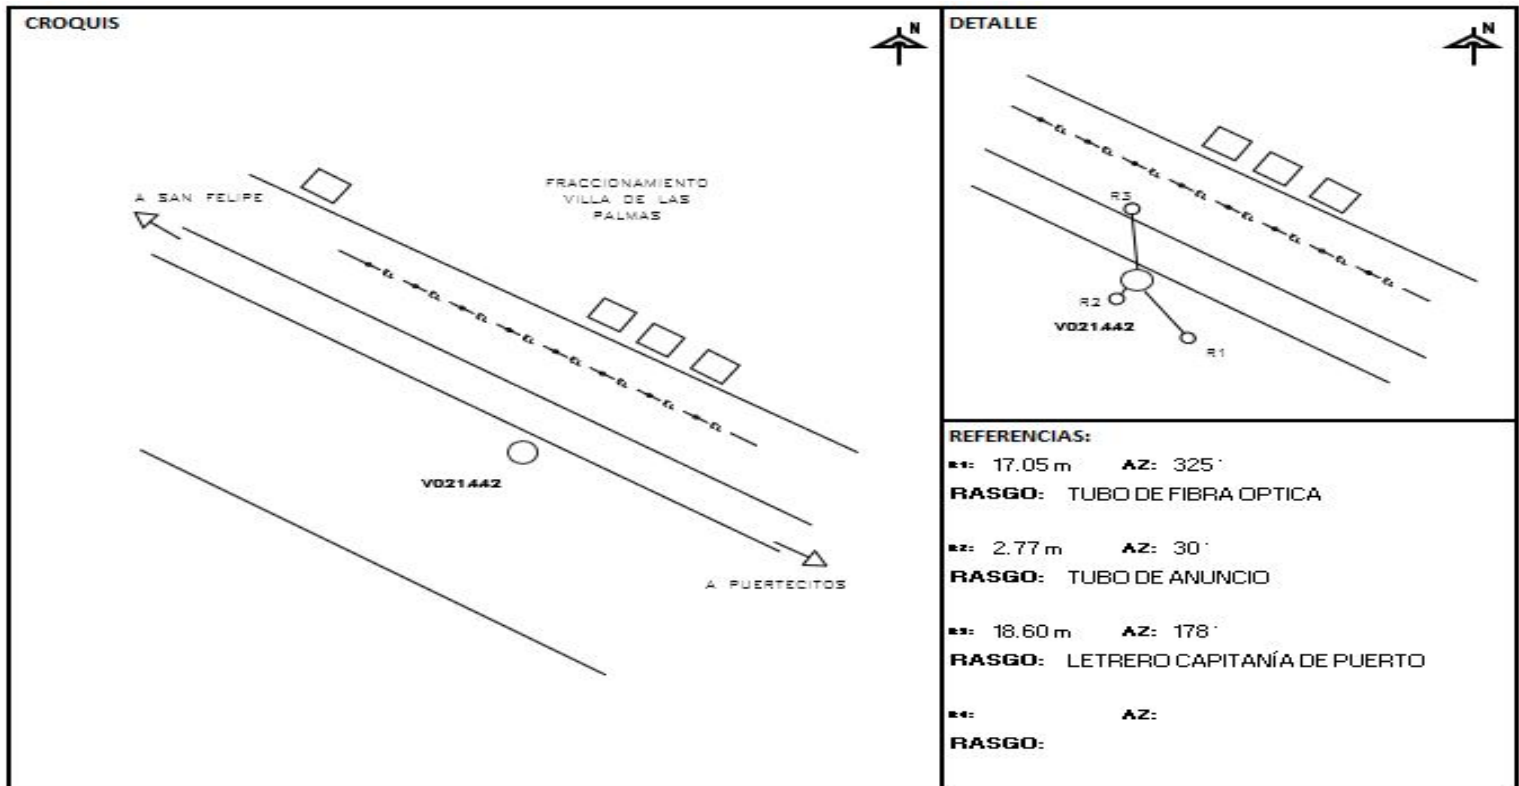 CROQUIS
N
A SAN FELIPE
FRACCIONAMIENTO
VILLA DE LAS
PALMAS
V021442
A PUERTECITOS
DETALLE
N
R3
R2
V021442
R1
REFERENCIAS:
R1: 17.05 m AZ: 325°
RASGO: TUBO DE FIBRA OPTICA
R2: 2.77 m AZ: 30°
RASGO: TUBO DE ANUNCIO
R3: 18.60 m AZ: 178°
RASGO: LETRERO CAPITANÍA DE PUERTO
R4: AZ:
RASGO: